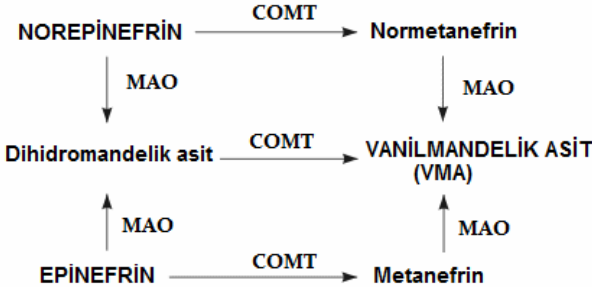 COMT
NOREPİNEFRİN
Normetanefrin
MAO
MAO
COMT
Dihidromandelik asit
VANİLMANDELİK ASİT
(VMA)
MAO
MAO
COMT
EPİNEFRİN
Metanefrin